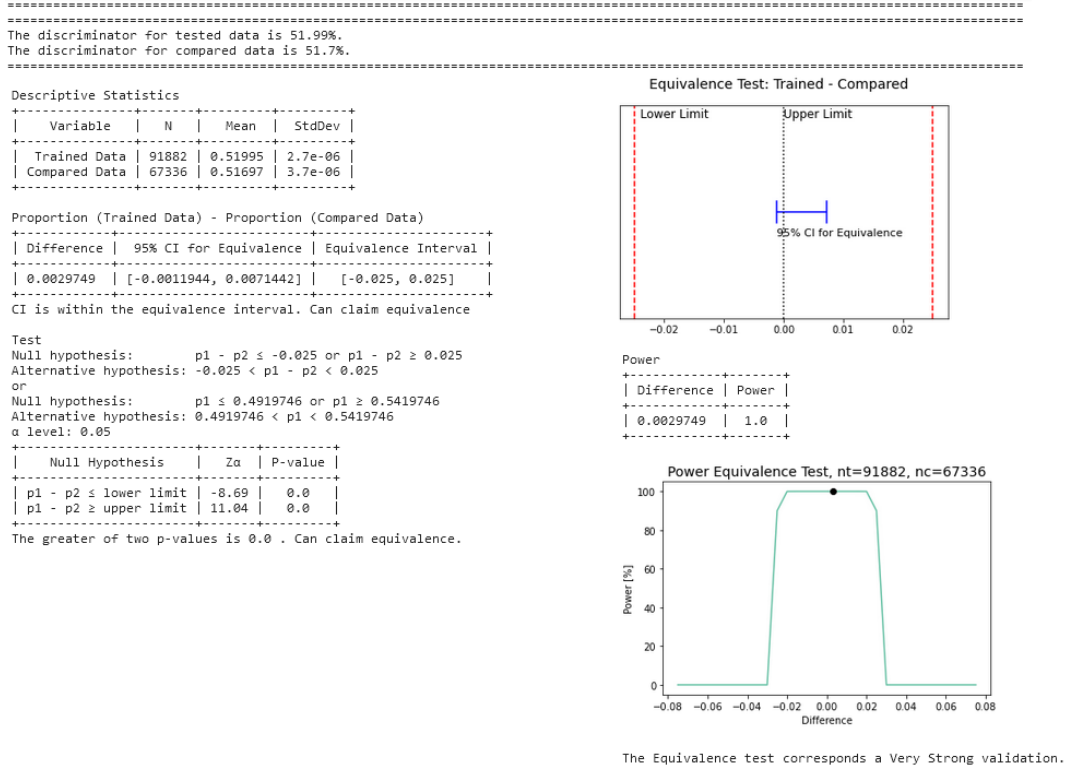 The discriminator for tested data is 51.99%.
The discriminator for compared data is 51.7%.
Descriptive Statistics
| Variable | N | Mean | StdDev |
| Trained Data | 91882 | 0.51995 | 2.7e-06 |
| Compared Data | 67336 | 0.51697 | 3.7e-06 |
Proportion (Trained Data) - Proportion (Compared Data)
| Difference | 95% CI for Equivalence | Equivalence Interval |
| 0.0029749 | [-0.0011944, 0.0071442] | [-0.025, 0.025] |
CI is within the equivalence interval. Can claim equivalence
Test
Null hypothesis: p1 - p2 ≤ -0.025 or p1 - p2 ≥ 0.025
Alternative hypothesis: -0.025 < p1 - p2 < 0.025
or
Null hypothesis: p1 ≤ 0.4919746 or p1 ≥ 0.5419746
Alternative hypothesis: 0.4919746 < p1 < 0.5419746
α level: 0.05
| Null Hypothesis | Zα | P-value |
| p1 - p2 ≤ lower limit | -8.69 | 0.0 |
| p1 - p2 ≥ upper limit | 11.04 | 0.0 |
The greater of two p-values is 0.0 . Can claim equivalence.
Equivalence Test: Trained - Compared
Lower Limit Upper Limit
95% CI for Equivalence
−0.02 −0.01 0.00 0.01 0.02
Power
| Difference | Power |
| 0.0029749 | 1.0 |
Power Equivalence Test, nt=91882, nc=67336
100
80
60
40
20
0
Power [%]
−0.08 −0.06 −0.04 −0.02 0.00 0.02 0.04 0.06 0.08
Difference
The Equivalence test corresponds a Very Strong validation.